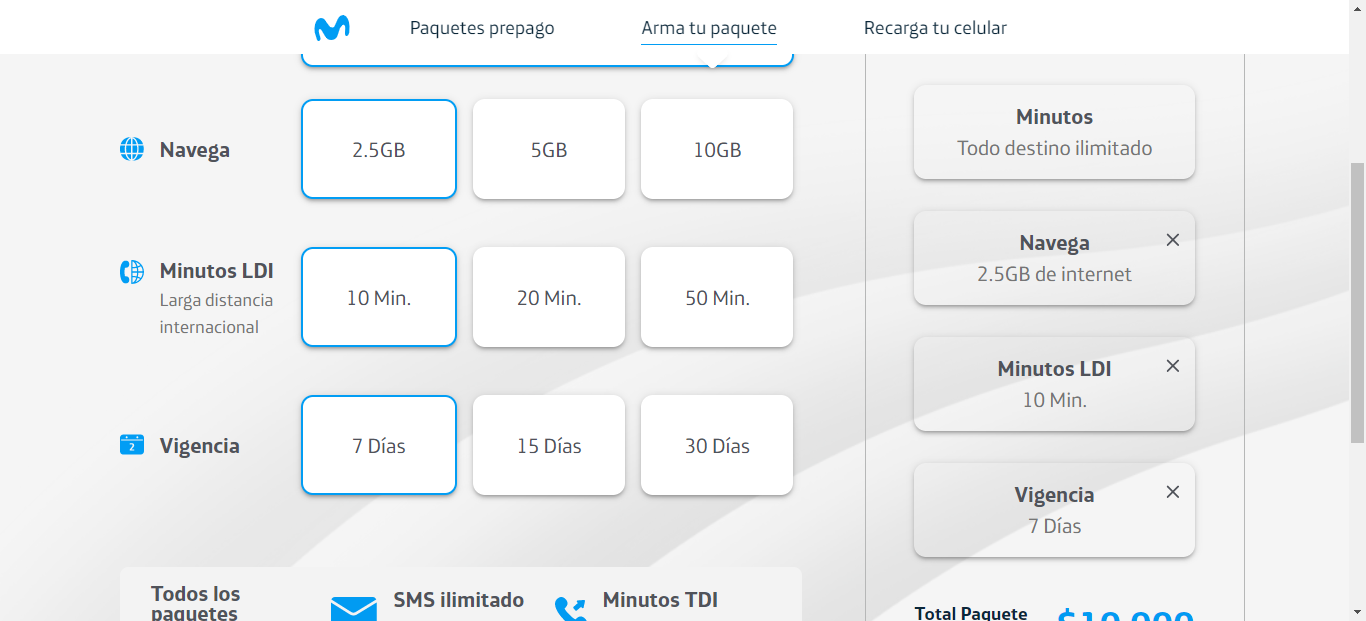 Paquetes prepago
Arma tu paquete
Recarga tu celular
Navega
2.5GB
5GB
10GB
Minutos LDI
Larga distancia
internacional
10 Min.
20 Min.
50 Min.
Vigencia
2
7 Días
15 Días
30 Días
Todos los
paquetes
SMS ilimitado
Minutos TDI
Minutos
Todo destino ilimitado
Navega
2.5GB de internet
Minutos LDI
10 Min.
Vigencia
7 Días
Total Paquete